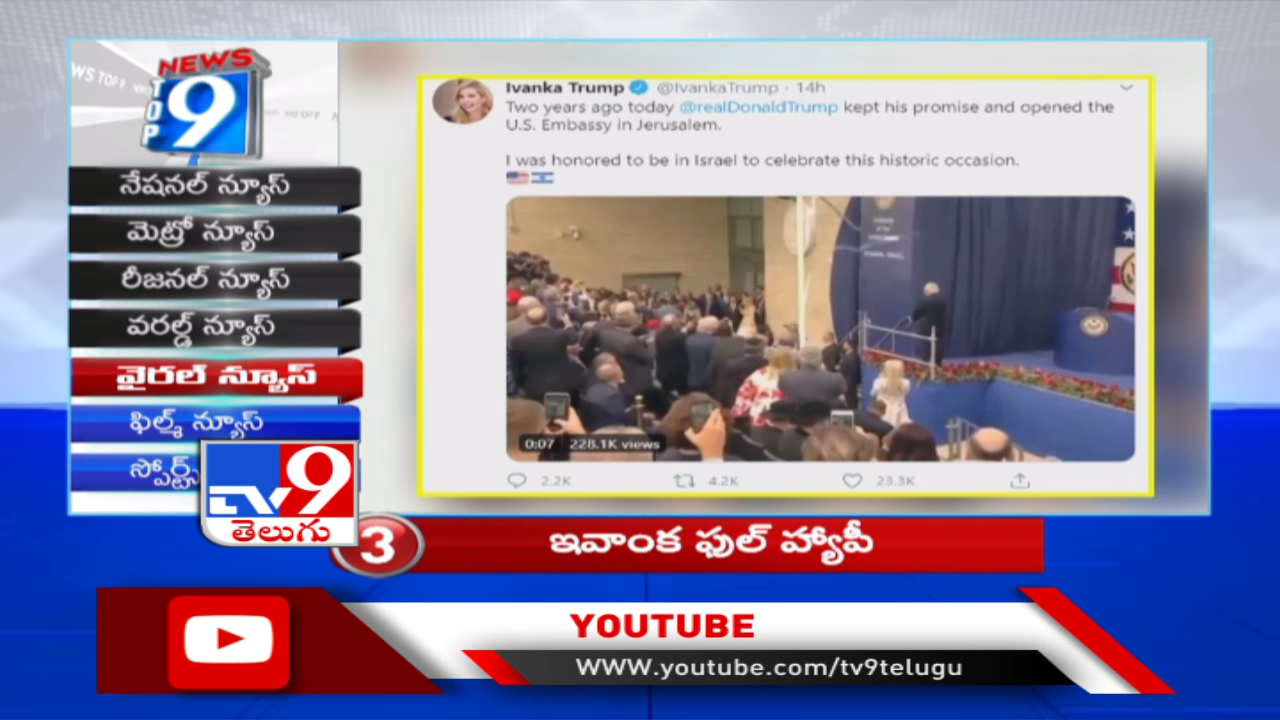 NEWS
TOP
9
నేషనల్ న్యూస్
మెట్రో న్యూస్
రీజనల్ న్యూస్
వరల్డ్ న్యూస్
వైరల్ న్యూస్
ఫిల్మ్ న్యూస్
స్పోర్ట్స్
TV9
తెలుగు
Ivanka Trump @IvankaTrump · 14h
Two years ago today @realDonaldTrump kept his promise and opened the
U.S. Embassy in Jerusalem.
I was honored to be in Israel to celebrate this historic occasion.
0:07 228.1K views
2.2K 4.2K 23.3K
3 ఇవాంక ఫుల్ హ్యాపీ
YOUTUBE
WWW.youtube.com/tv9telugu